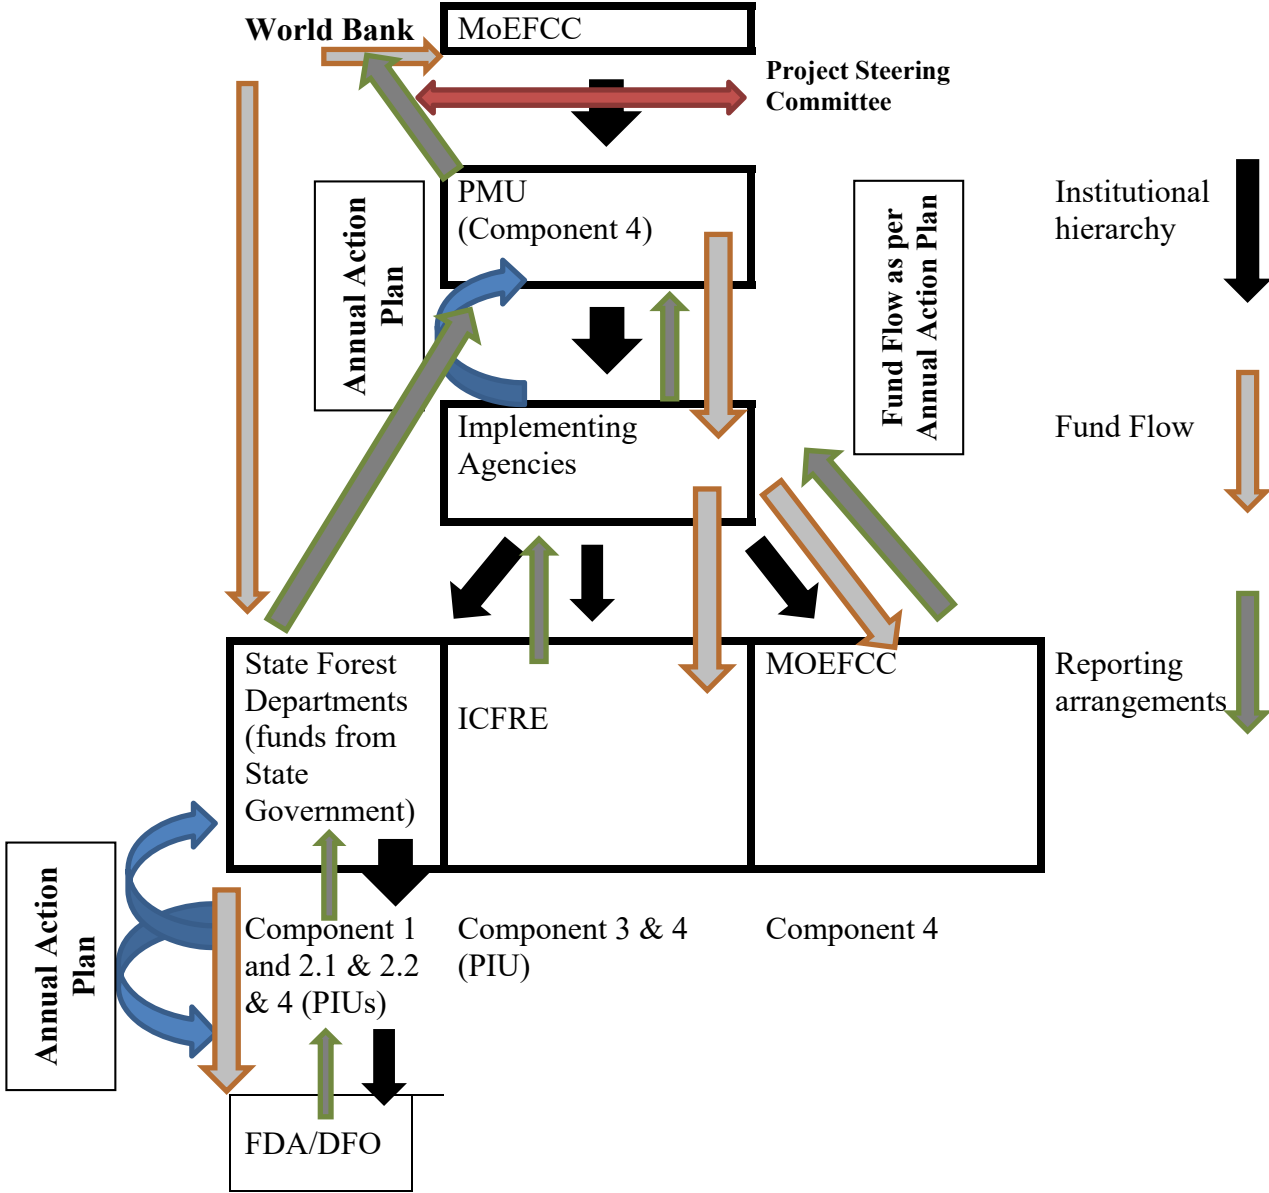 World Bank
MoEFCC
Project Steering
Committee
PMU
(Component 4)
Annual Action
Plan
Fund Flow as per
Annual Action Plan
Institutional
hierarchy
Implementing
Agencies
Fund Flow
State Forest
Departments
(funds from
State
Government)
ICFRE
MOEFCC
Reporting
arrangements
Annual Action
Plan
Component 1
and 2.1 & 2.2
& 4 (PIUs)
Component 3 & 4
(PIU)
Component 4
FDA/DFO